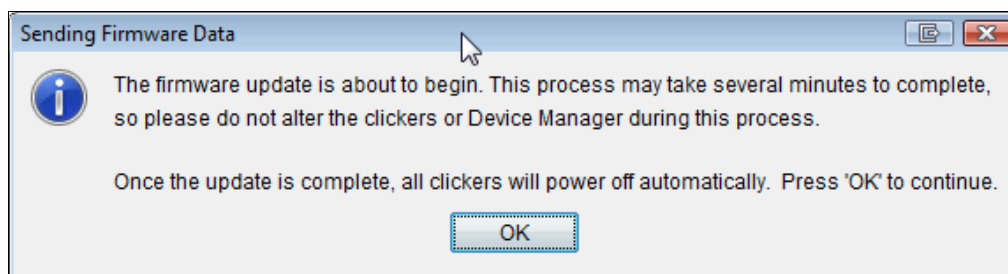 Sending Firmware Data
The firmware update is about to begin. This process may take several minutes to complete,
so please do not alter the clickers or Device Manager during this process.
Once the update is complete, all clickers will power off automatically.  Press 'OK' to continue.
OK